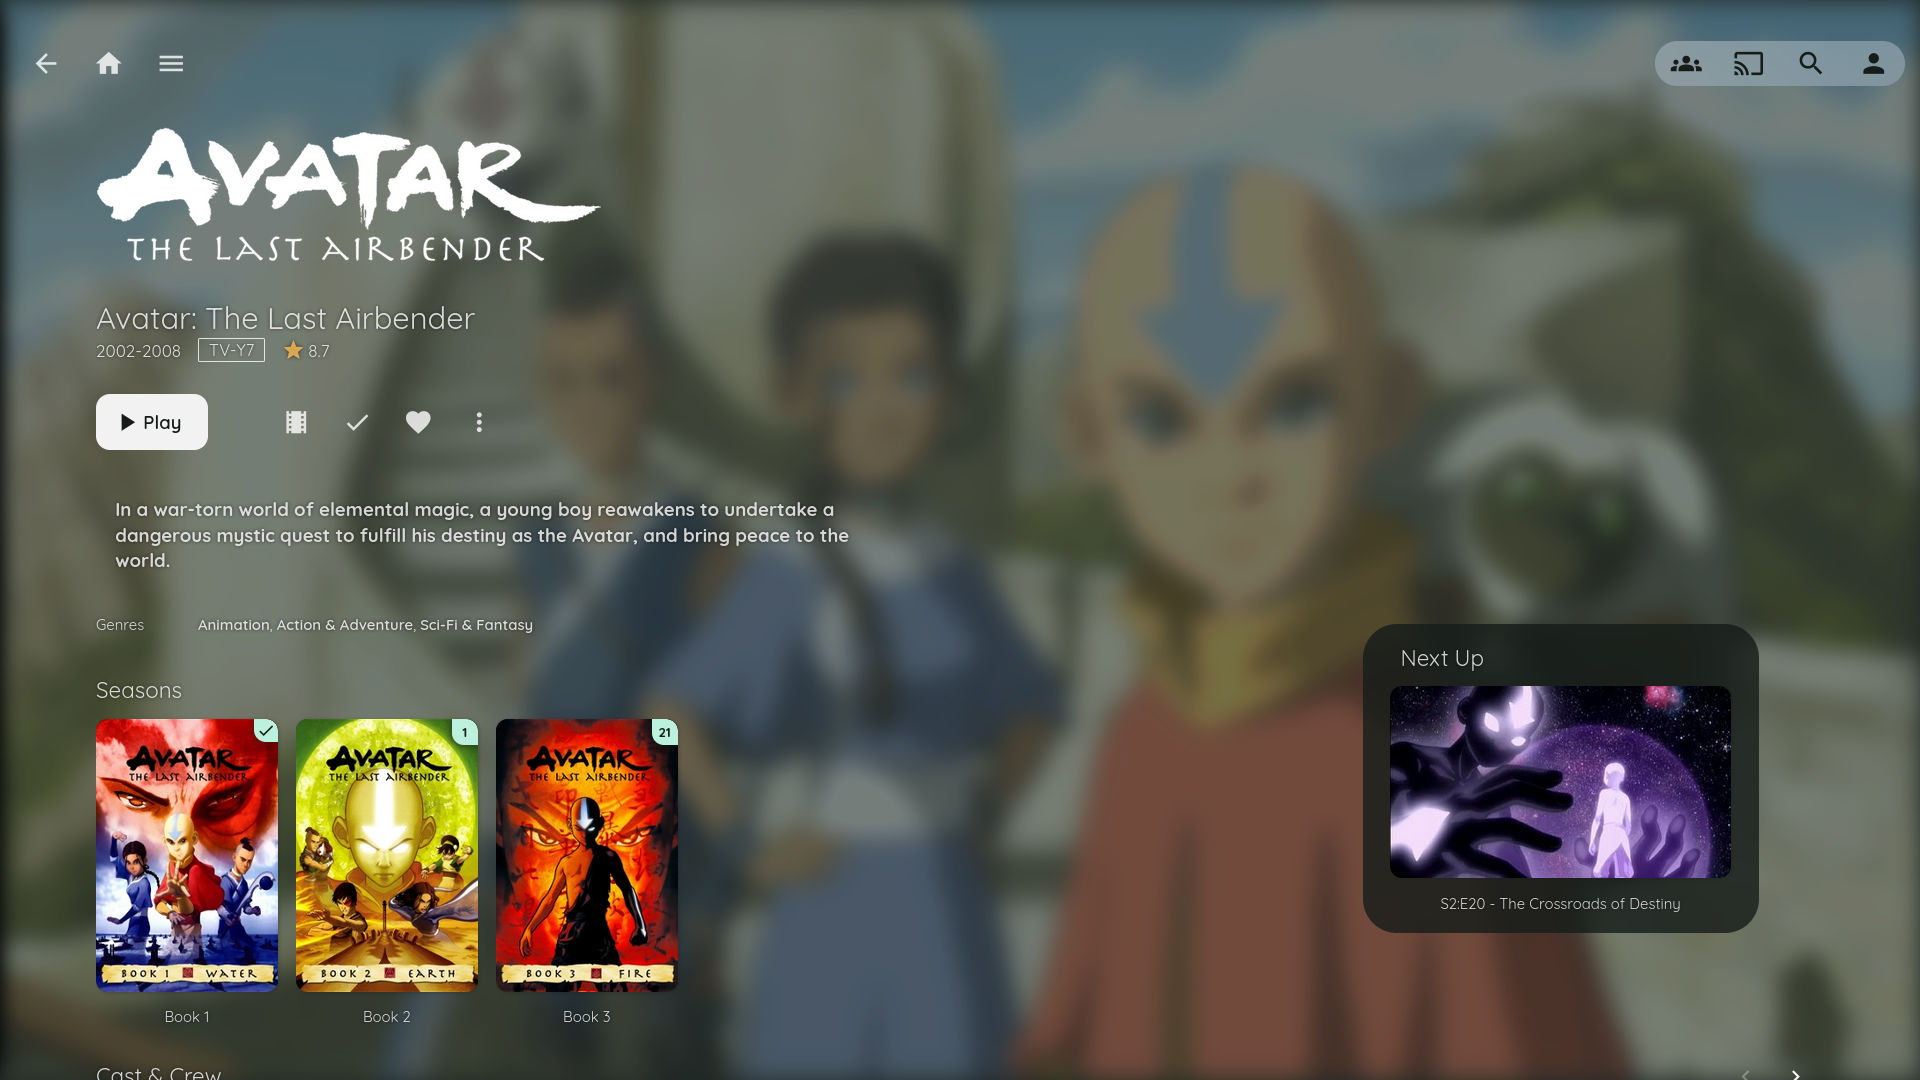 AVATAR
THE LAST AIRBENDER
Avatar: The Last Airbender
2002-2008 TV-Y7 8.7
Play
In a war-torn world of elemental magic, a young boy reawakens to undertake a
dangerous mystic quest to fulfill his destiny as the Avatar, and bring peace to the
world.
Genres Animation, Action & Adventure, Sci-Fi & Fantasy
Next Up
S2:E20 - The Crossroads of Destiny
Seasons
AVATAR
THE LAST AIRBENDER
BOOK 1 WATER
Book 1
1
AVATAR
THE LAST AIRBENDER
BOOK 2 EARTH
Book 2
21
AVATAR
THE LAST AIRBENDER
BOOK 3 FIRE
Book 3
Cast & Crew